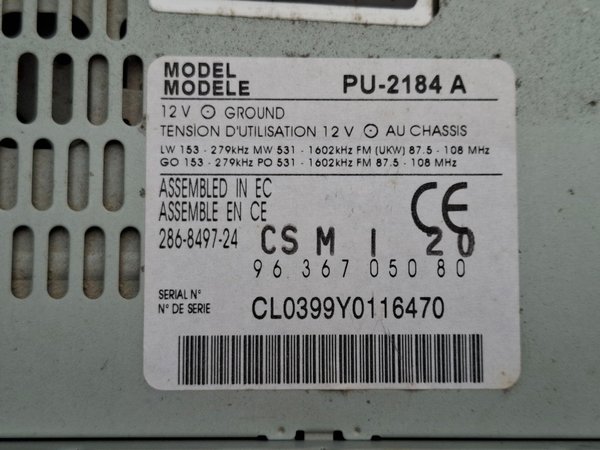 MODEL
MODELE
PU-2184 A
12 V ⊙ GROUND
TENSION D'UTILISATION 12 V ⊙ AU CHASSIS
LW 153 - 279kHz MW 531 - 1602kHz FM (UKW) 87.5 - 108 MHz
GO 153 - 279kHz PO 531 - 1602kHz FM 87.5 - 108 MHz
ASSEMBLED IN EC
ASSEMBLE EN CE
CE
286-8497-24
CS M I 20
96 367 050 80
SERIAL N°
N° DE SERIE
CL0399Y0116470